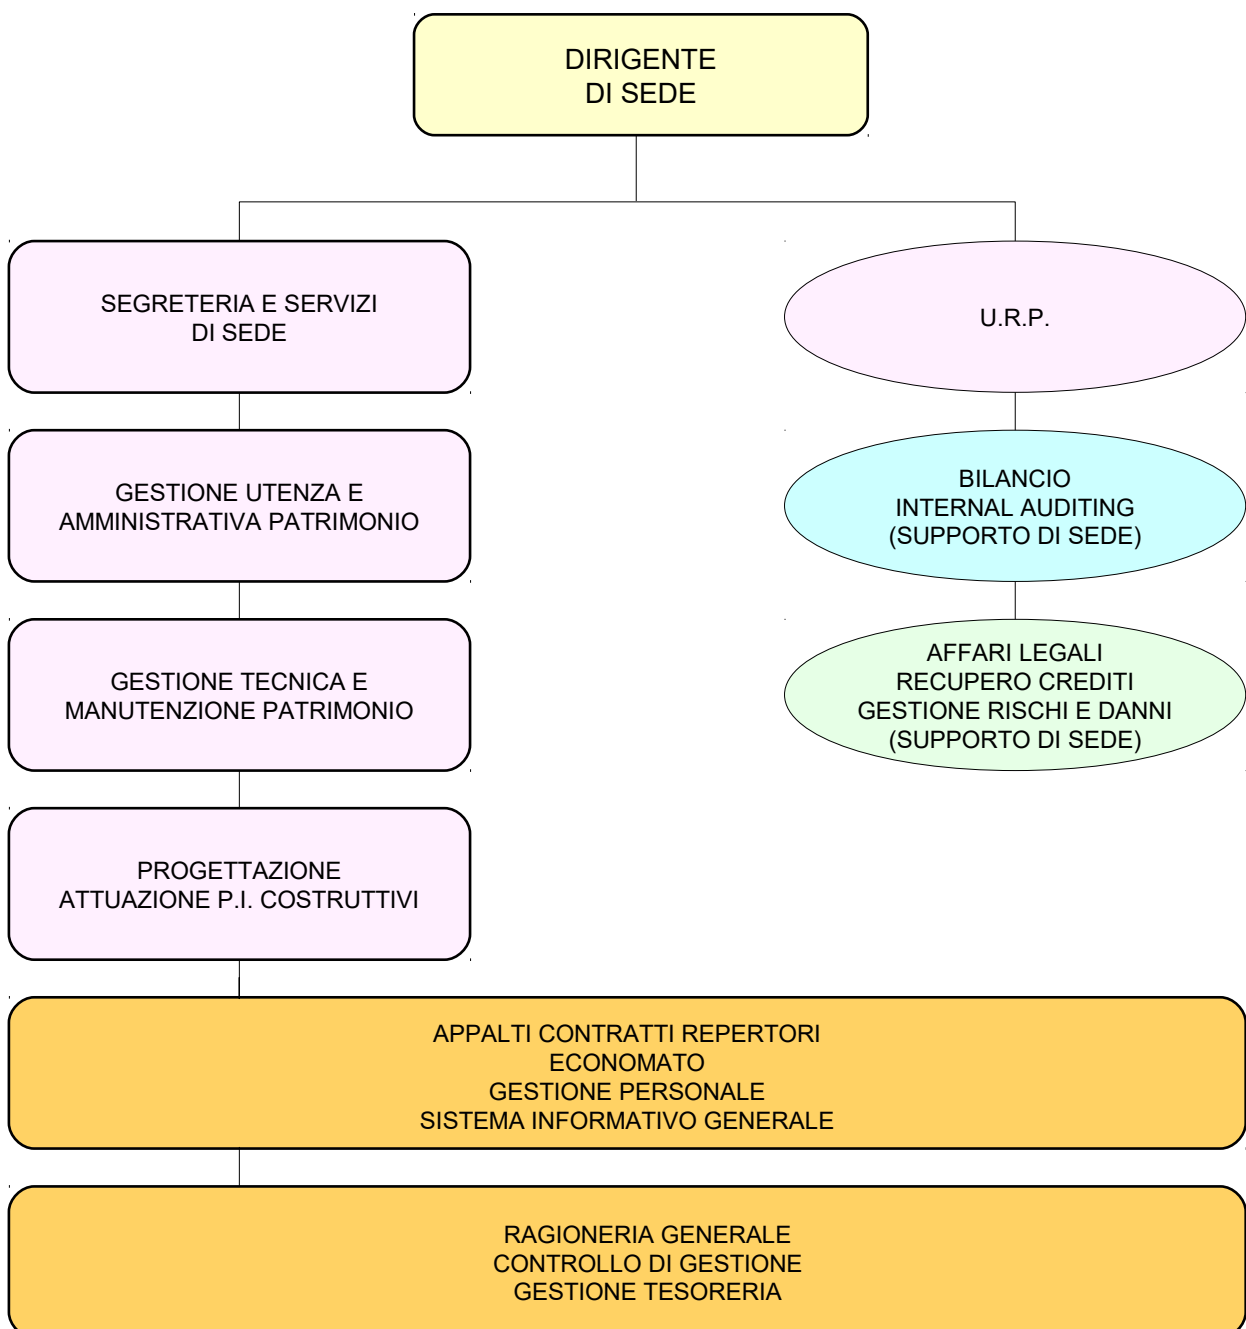 DIRIGENTE
DI SEDE
SEGRETERIA E SERVIZI
DI SEDE
U.R.P.
GESTIONE UTENZA E
AMMINISTRATIVA PATRIMONIO
BILANCIO
INTERNAL AUDITING
(SUPPORTO DI SEDE)
GESTIONE TECNICA E
MANUTENZIONE PATRIMONIO
AFFARI LEGALI
RECUPERO CREDITI
GESTIONE RISCHI E DANNI
(SUPPORTO DI SEDE)
PROGETTAZIONE
ATTUAZIONE P.I. COSTRUTTIVI
APPALTI CONTRATTI REPERTORI
ECONOMATO
GESTIONE PERSONALE
SISTEMA INFORMATIVO GENERALE
RAGIONERIA GENERALE
CONTROLLO DI GESTIONE
GESTIONE TESORERIA